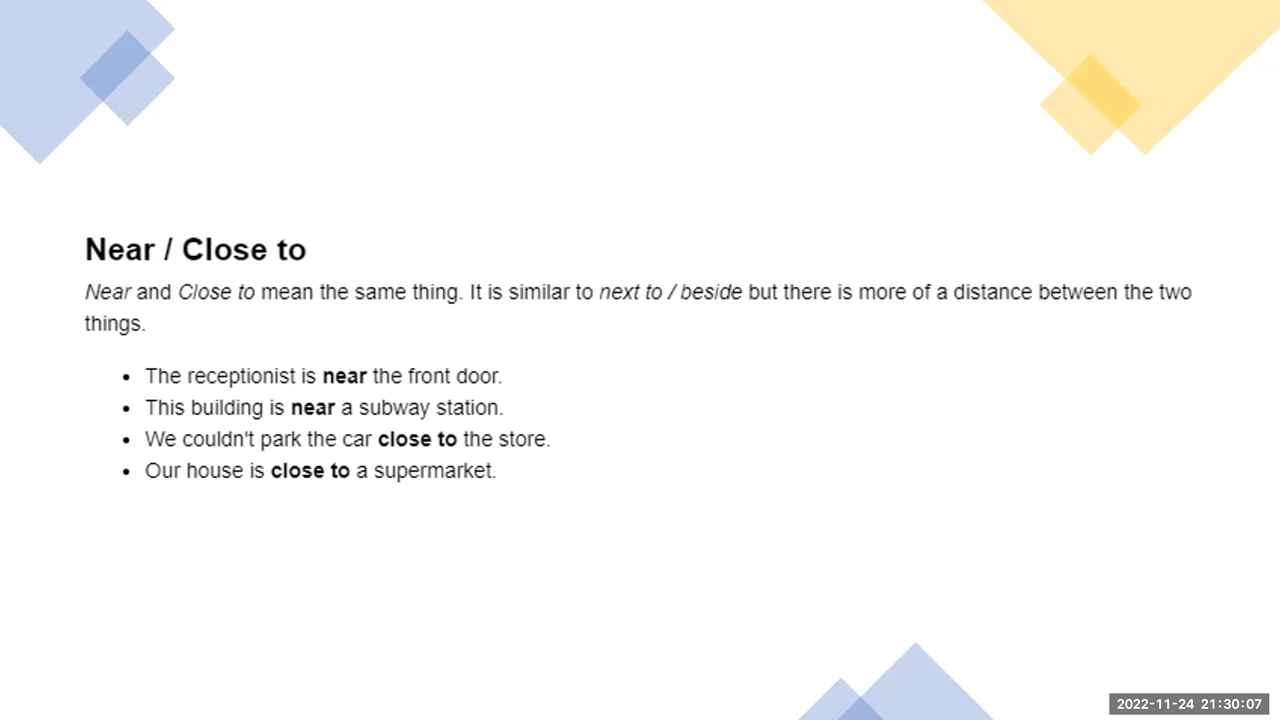 Near / Close to
Near and Close to mean the same thing. It is similar to next to / beside but there is more of a distance between the two
things.
• The receptionist is near the front door.
• This building is near a subway station.
• We couldn't park the car close to the store.
• Our house is close to a supermarket.
2022-11-24 21:30:07